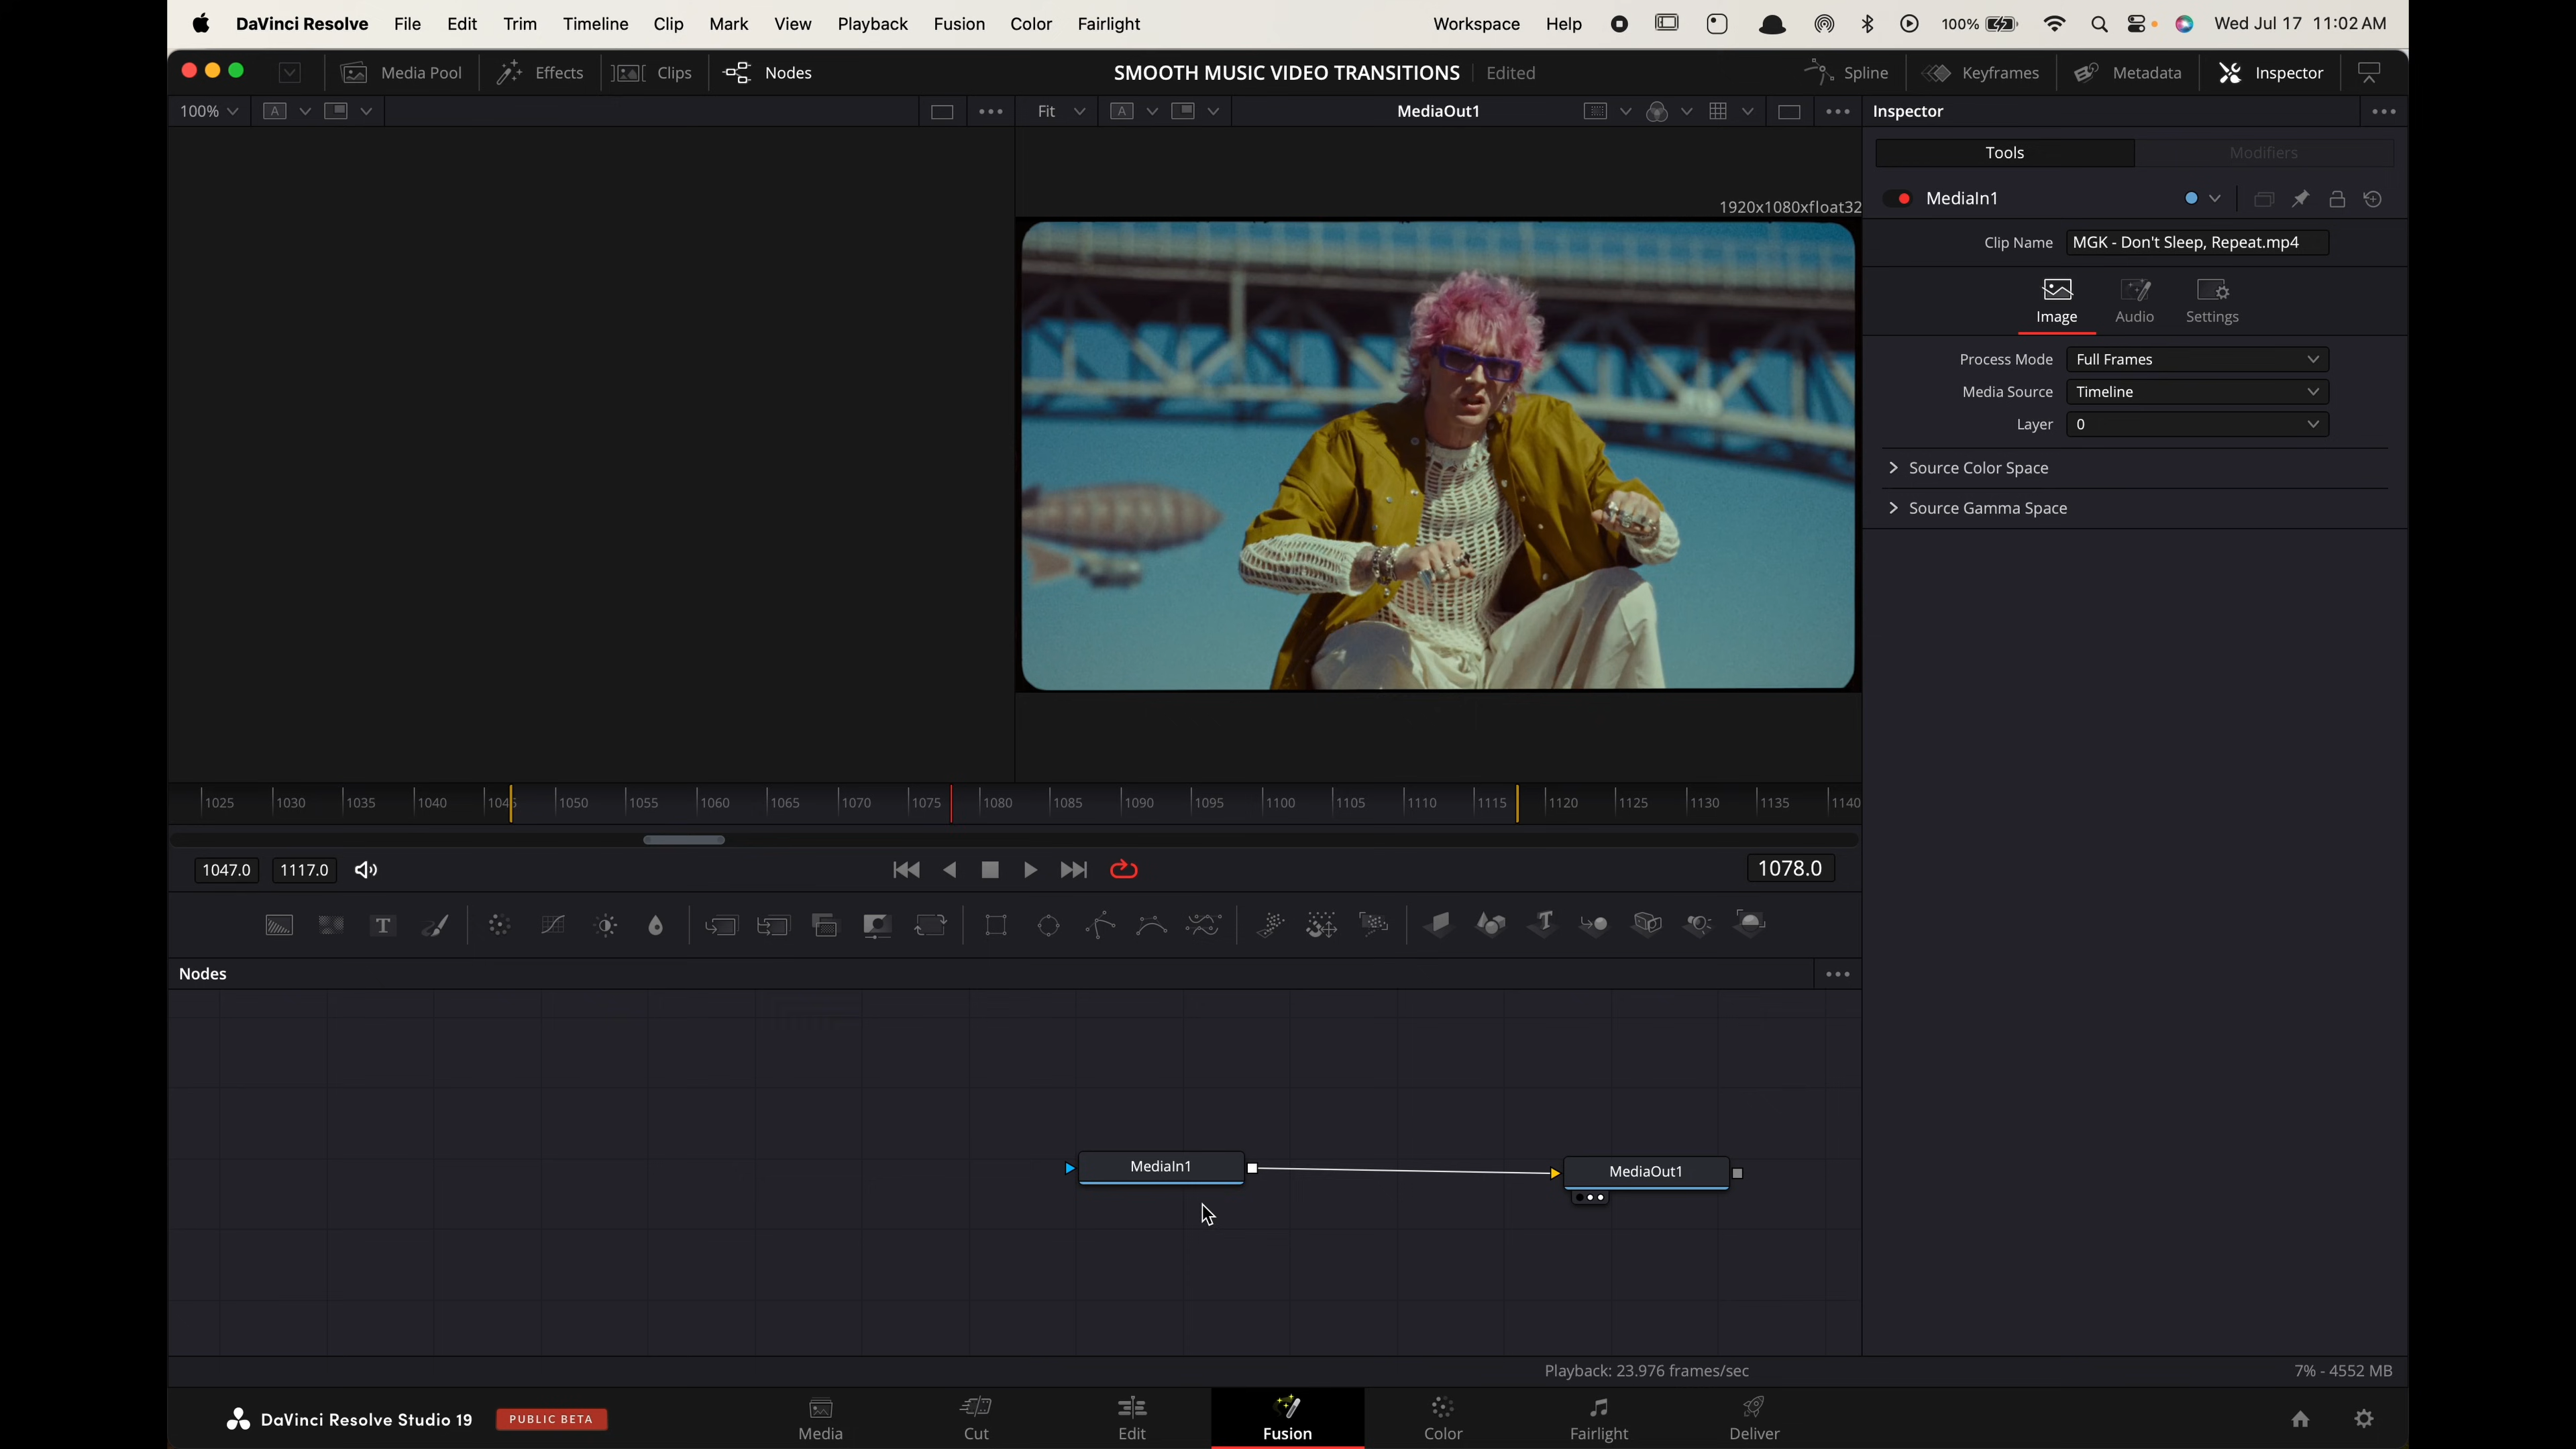 DaVinci Resolve File Edit Trim Timeline Clip Mark View Playback Fusion Color Fairlight Workspace Help 100% Wed Jul 17 11:02 AM
Media Pool Effects Clips Nodes SMOOTH MUSIC VIDEO TRANSITIONS Edited Spline Keyframes Metadata Inspector
100% A Fit A MediaOut1 Inspector
Tools Modifiers
1920x1080xfloat32
MediaIn1
Clip Name MGK - Don't Sleep, Repeat.mp4
Image Audio Settings
Process Mode Full Frames
Media Source Timeline
Layer 0
Source Color Space
Source Gamma Space
1025 1030 1035 1040 1045 1050 1055 1060 1065 1070 1075 1080 1085 1090 1095 1100 1105 1110 1115 1120 1125 1130 1135 1140
1047.0 1117.0 1078.0
T T
Nodes
MediaIn1 MediaOut1
Playback: 23.976 frames/sec 7% - 4552 MB
DaVinci Resolve Studio 19 PUBLIC BETA Media Cut Edit Fusion Color Fairlight Deliver